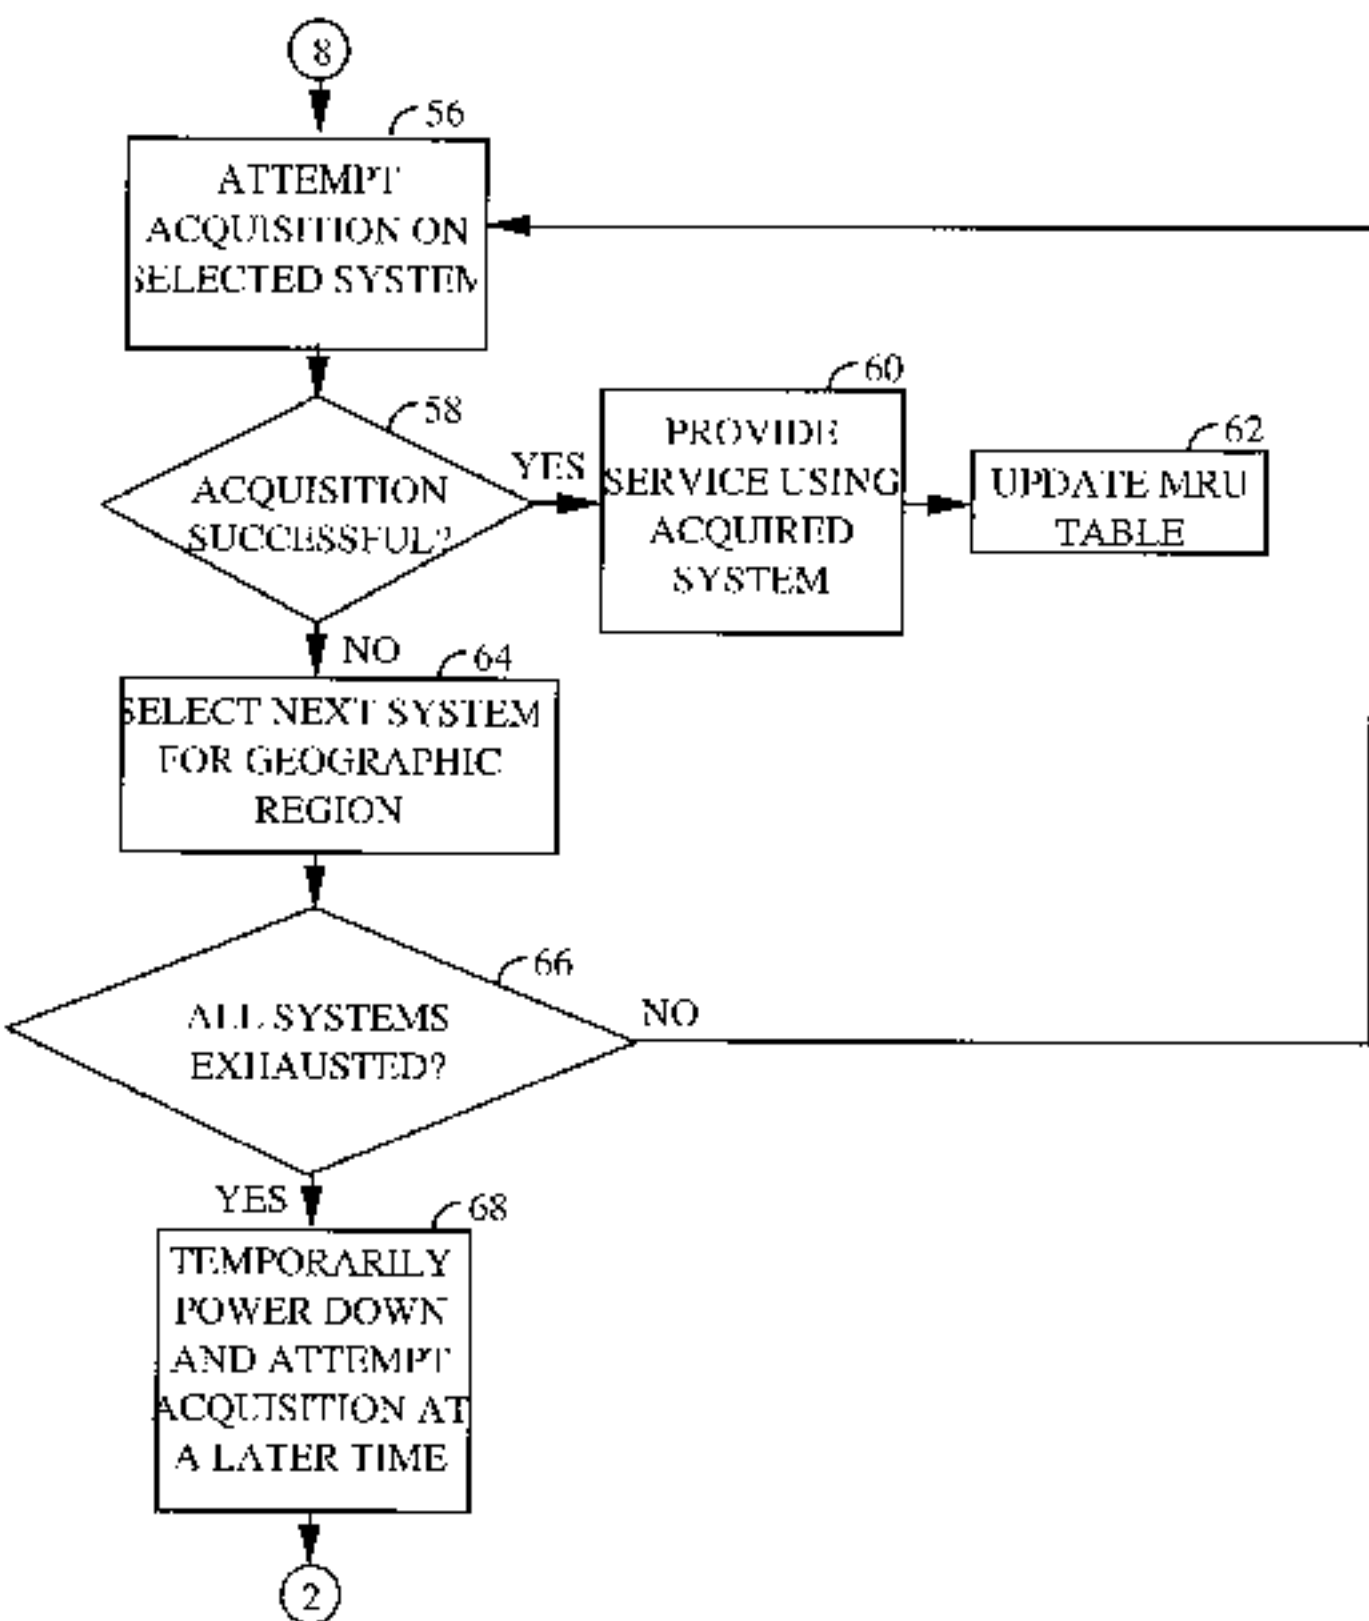 8
56
ATTEMPT
ACQUISITION ON
SELECTED SYSTEM
58
ACQUISITION
SUCCESSFUL?
YES
60
PROVIDE
SERVICE USING
ACQUIRED
SYSTEM
62
UPDATE MRU
TABLE
NO
64
SELECT NEXT SYSTEM
FOR GEOGRAPHIC
REGION
66
ALL SYSTEMS
EXHAUSTED?
NO
YES
68
TEMPORARILY
POWER DOWN
AND ATTEMPT
ACQUISITION AT
A LATER TIME
2